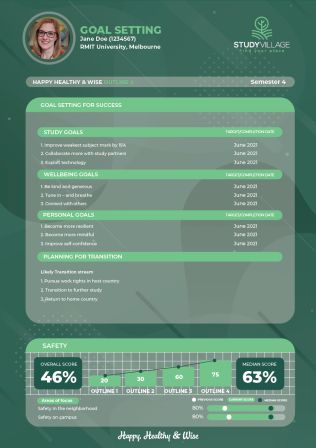 GOAL SETTING
Jane Doe (1234567)
RMIT University, Melbourne
STUDYVILLAGE
find your place
HAPPY HEALTHY & WISE OUTLINE 4 Semester 4
GOAL SETTING FOR SUCCESS
STUDY GOALS TARGET/COMPLETION DATE
1. Improve weakest subject mark by 15% June 2021
2. Collaborate more with study partners June 2021
3. Exploit technology June 2021
WELLBEING GOALS TARGET/COMPLETION DATE
1. Be kind and generous June 2021
2. Tune in - and breathe June 2021
3. Connect with others June 2021
PERSONAL GOALS TARGET/COMPLETION DATE
1. Become more resilient June 2021
2. Become more mindful June 2021
3. Improve self confidence June 2021
PLANNING FOR TRANSITION
Likely Transition stream
1. Pursue work rights in host country
2. Transition to further study
3. Return to home country
SAFETY
OVERALL SCORE
46%
20 30 60 75
OUTLINE 1 OUTLINE 2 OUTLINE 3 OUTLINE 4
MEDIAN SCORE
63%
Areas of focus PREVIOUS SCORE CURRENT SCORE MEDIAN SCORE
Safety in the neighborhood 50%
Safety on campus 60%
Happy, Healthy & Wise